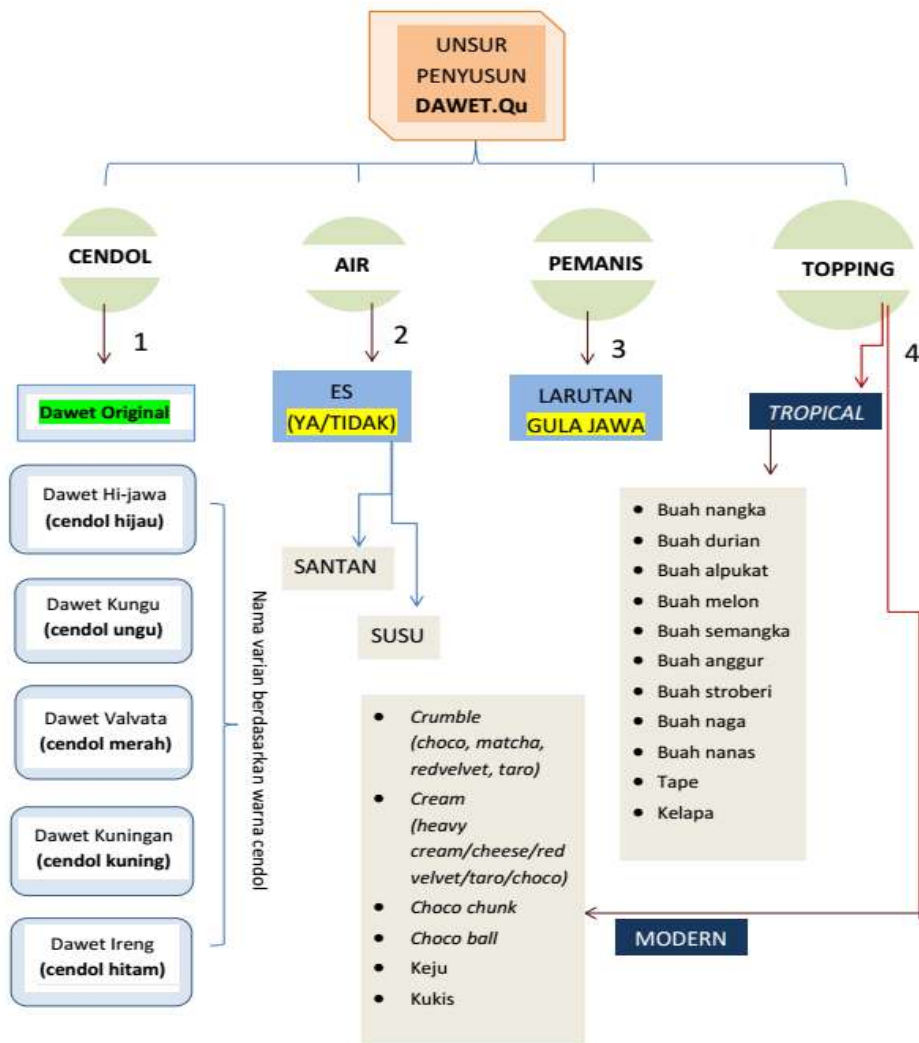 UNSUR
PENYUSUN
DAWET.Qu
CENDOL
AIR
PEMANIS
TOPPING
1
2
3
4
Dawet Original
Dawet Hi-jawa
(cendol hijau)
Dawet Kungu
(cendol ungu)
Dawet Valvata
(cendol merah)
Dawet Kuningan
(cendol kuning)
Dawet Ireng
(cendol hitam)
Nama varian berdasarkan warna cendol
ES
(YA/TIDAK)
SANTAN
SUSU
LARUTAN
GULA JAWA
TROPICAL
• Buah nangka
• Buah durian
• Buah alpukat
• Buah melon
• Buah semangka
• Buah anggur
• Buah stroberi
• Buah naga
• Buah nanas
• Tape
• Kelapa
MODERN
• Crumble
(choco, matcha,
redvelvet, taro)
• Cream
(heavy
cream/cheese/red
velvet/taro/choco)
• Choco chunk
• Choco ball
• Keju
• Kukis